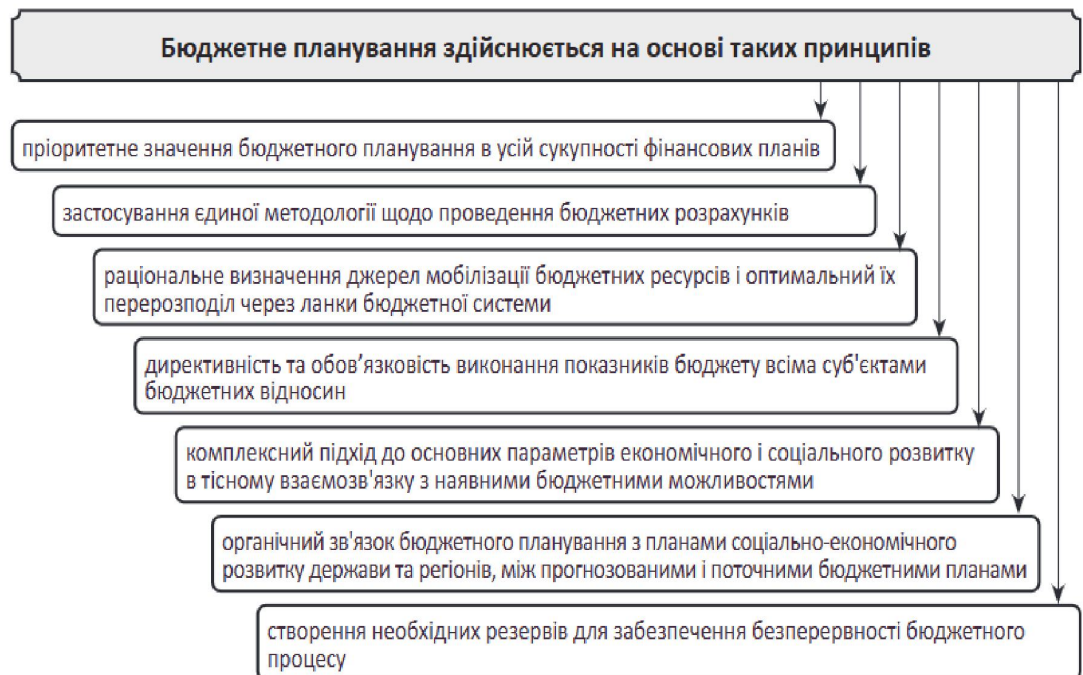 Бюджетне планування здійснюється на основі таких принципів
пріоритетне значення бюджетного планування в усій сукупності фінансових планів
застосування єдиної методології щодо проведення бюджетних розрахунків
раціональне визначення джерел мобілізації бюджетних ресурсів і оптимальний їх
перерозподіл через ланки бюджетної системи
директивність та обов’язковість виконання показників бюджету всіма суб'єктами
бюджетних відносин
комплексний підхід до основних параметрів економічного і соціального розвитку
в тісному взаємозв'язку з наявними бюджетними можливостями
органічний зв'язок бюджетного планування з планами соціально-економічного
розвитку держави та регіонів, між прогнозованими і поточними бюджетними планами
створення необхідних резервів для забезпечення безперервності бюджетного
процесу